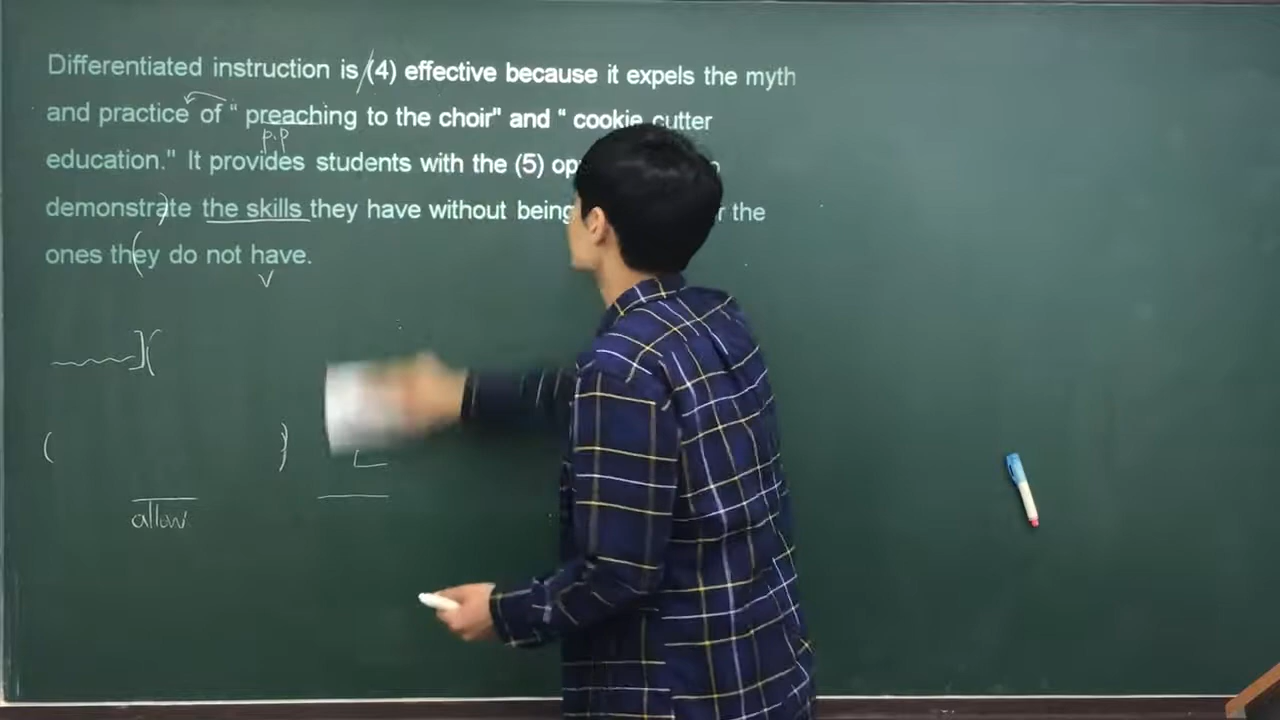 Differentiated instruction is (4) effective because it expels the myth
and practice of " preaching to the choir" and " cookie cutter
p.p
education." It provides students with the (5)
demonstrate the skills they have without being the
ones they do not have.
v
allow